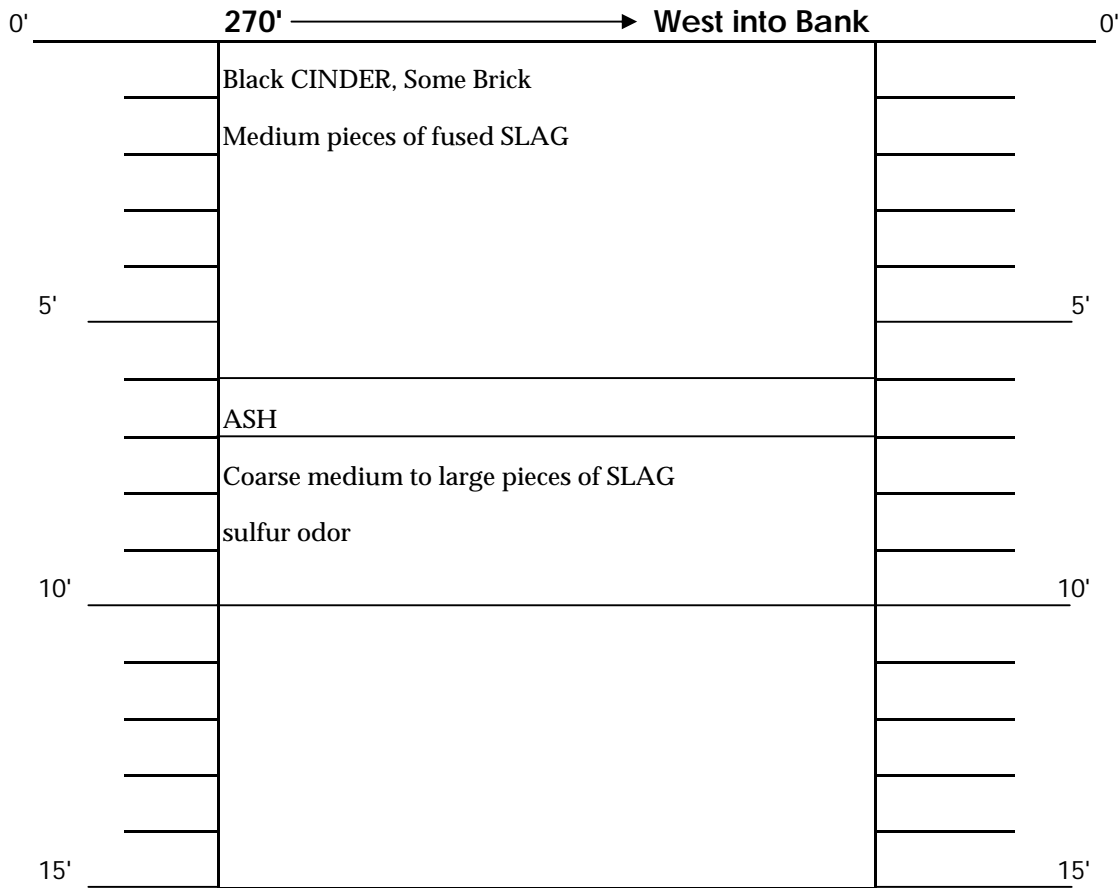 0' 270' West into Bank 0'
Black CINDER, Some Brick
Medium pieces of fused SLAG
5' 5'
ASH
Coarse medium to large pieces of SLAG
sulfur odor
10' 10'
15' 15'